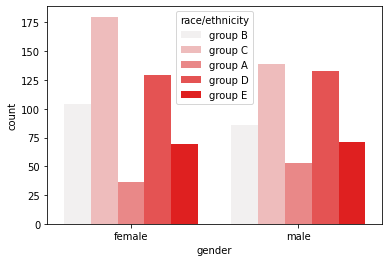 race/ethnicity
group B
group C
group A
group D
group E
175
150
125
100
75
50
25
0
count
female
male
gender